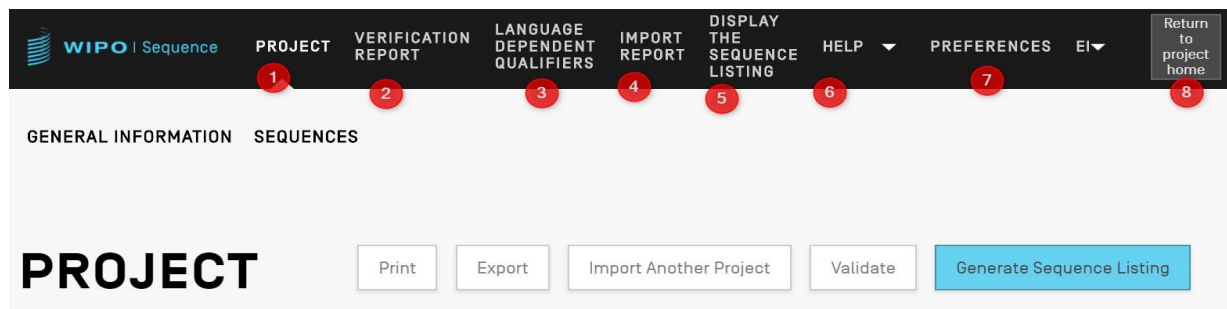 WIPO | Sequence
PROJECT
VERIFICATION
REPORT
LANGUAGE
DEPENDENT
QUALIFIERS
IMPORT
REPORT
DISPLAY
THE
SEQUENCE
LISTING
HELP
PREFERENCES
EI
Return
to
project
home
1
2
3
4
5
6
7
8
GENERAL INFORMATION SEQUENCES
PROJECT
Print
Export
Import Another Project
Validate
Generate Sequence Listing